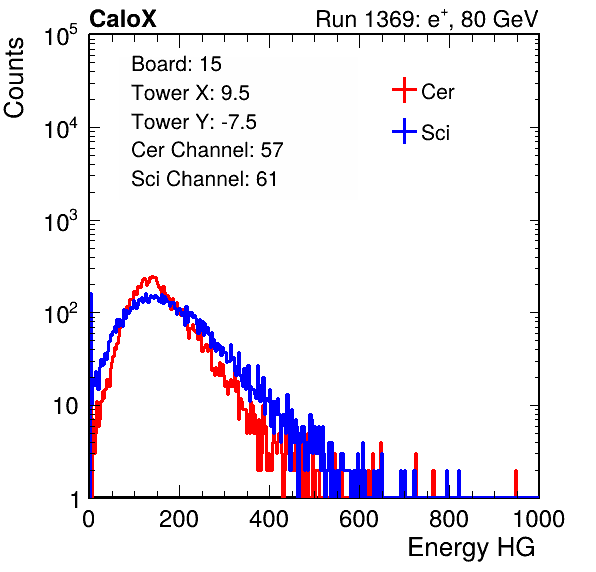 CaloX Run 1369: e⁺, 80 GeV
Counts
10⁵
10⁴
10³
10²
10
1
Board: 15
Tower X: 9.5
Tower Y: -7.5
Cer Channel: 57
Sci Channel: 61
Cer
Sci
0 200 400 600 800 1000
Energy HG